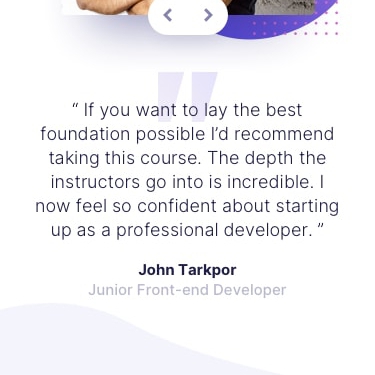 “ If you want to lay the best
foundation possible I’d recommend
taking this course. The depth the
instructors go into is incredible. I
now feel so confident about starting
up as a professional developer. ”
John Tarkpor
Junior Front-end Developer